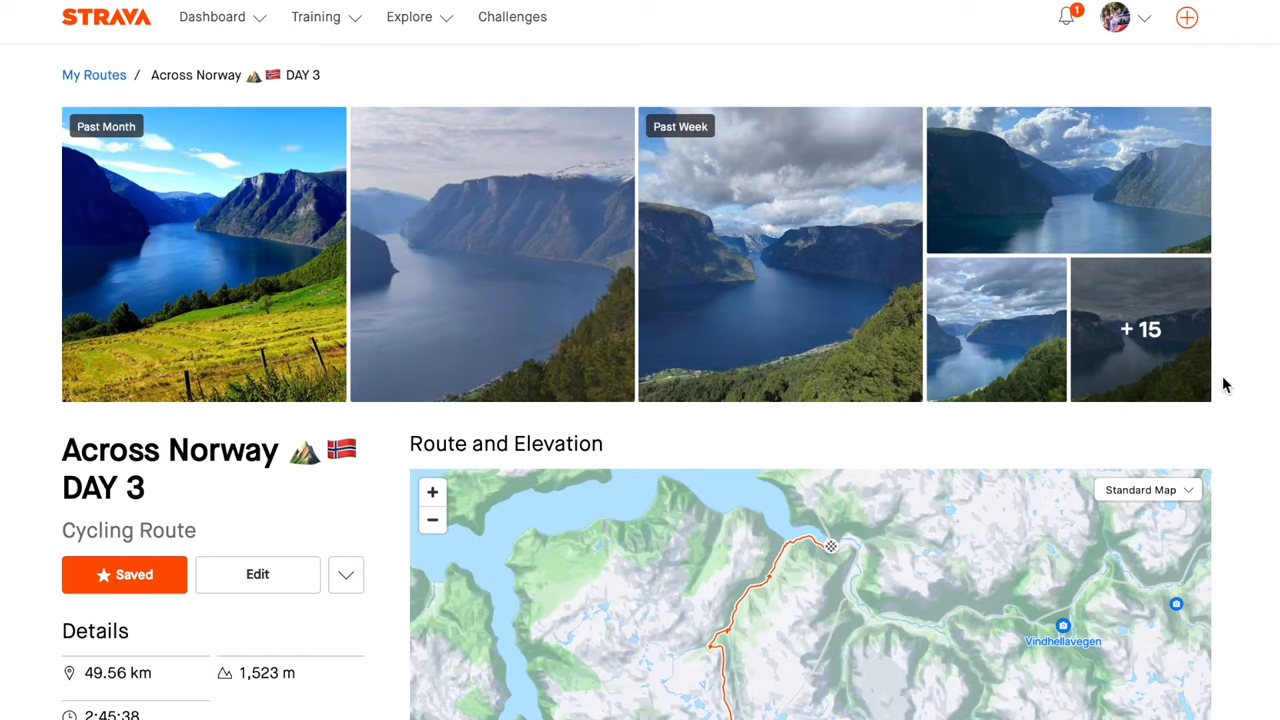 STRAVA Dashboard Training Explore Challenges 1
My Routes / Across Norway ⛰️🇳🇴 DAY 3
Past Month
Past Week
+ 15
Across Norway ⛰️🇳🇴
DAY 3
Cycling Route
Saved Edit
Details
49.56 km 1,523 m
2:45:38
Route and Elevation
+
Standard Map
−
Vindhellavegen